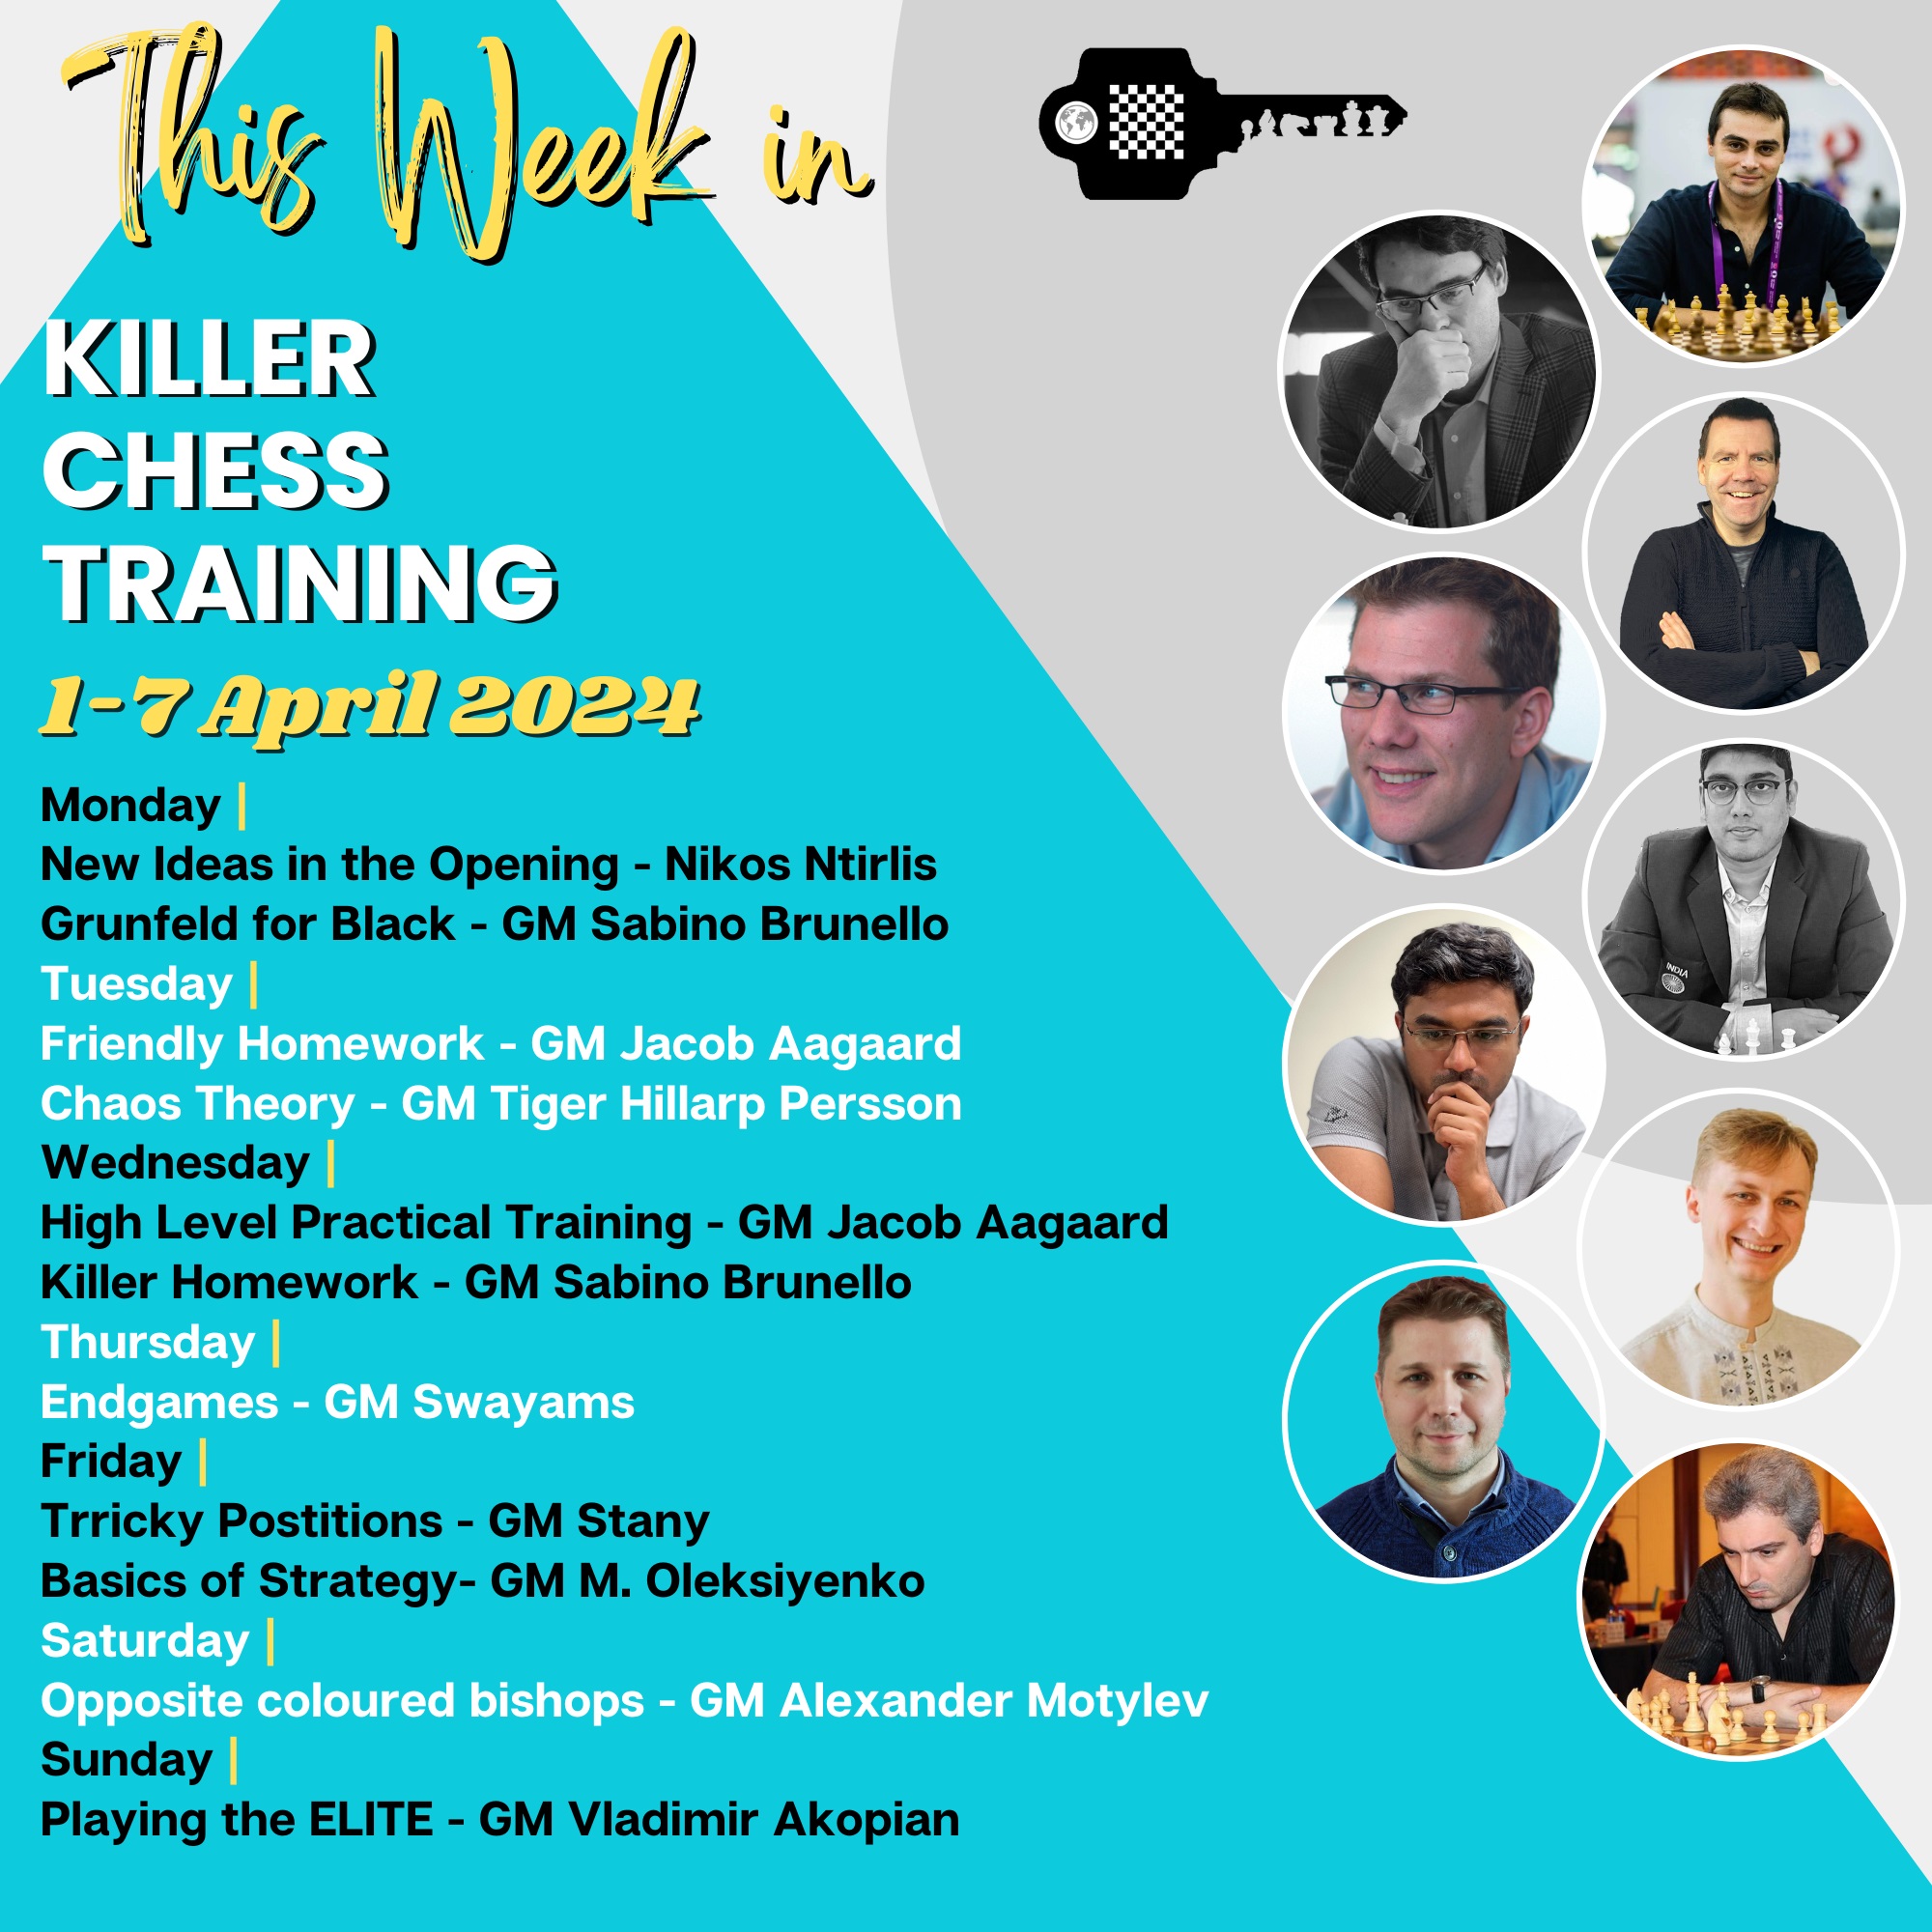 This Week in
KILLER
CHESS
TRAINING
1-7 April 2024
Monday |
New Ideas in the Opening - Nikos Ntirlis
Grunfeld for Black - GM Sabino Brunello
Tuesday |
Friendly Homework - GM Jacob Aagaard
Chaos Theory - GM Tiger Hillarp Persson
Wednesday |
High Level Practical Training - GM Jacob Aagaard
Killer Homework - GM Sabino Brunello
Thursday |
Endgames - GM Swayams
Friday |
Trricky Postitions - GM Stany
Basics of Strategy- GM M. Oleksiyenko
Saturday |
Opposite coloured bishops - GM Alexander Motylev
Sunday |
Playing the ELITE - GM Vladimir Akopian
INDIA